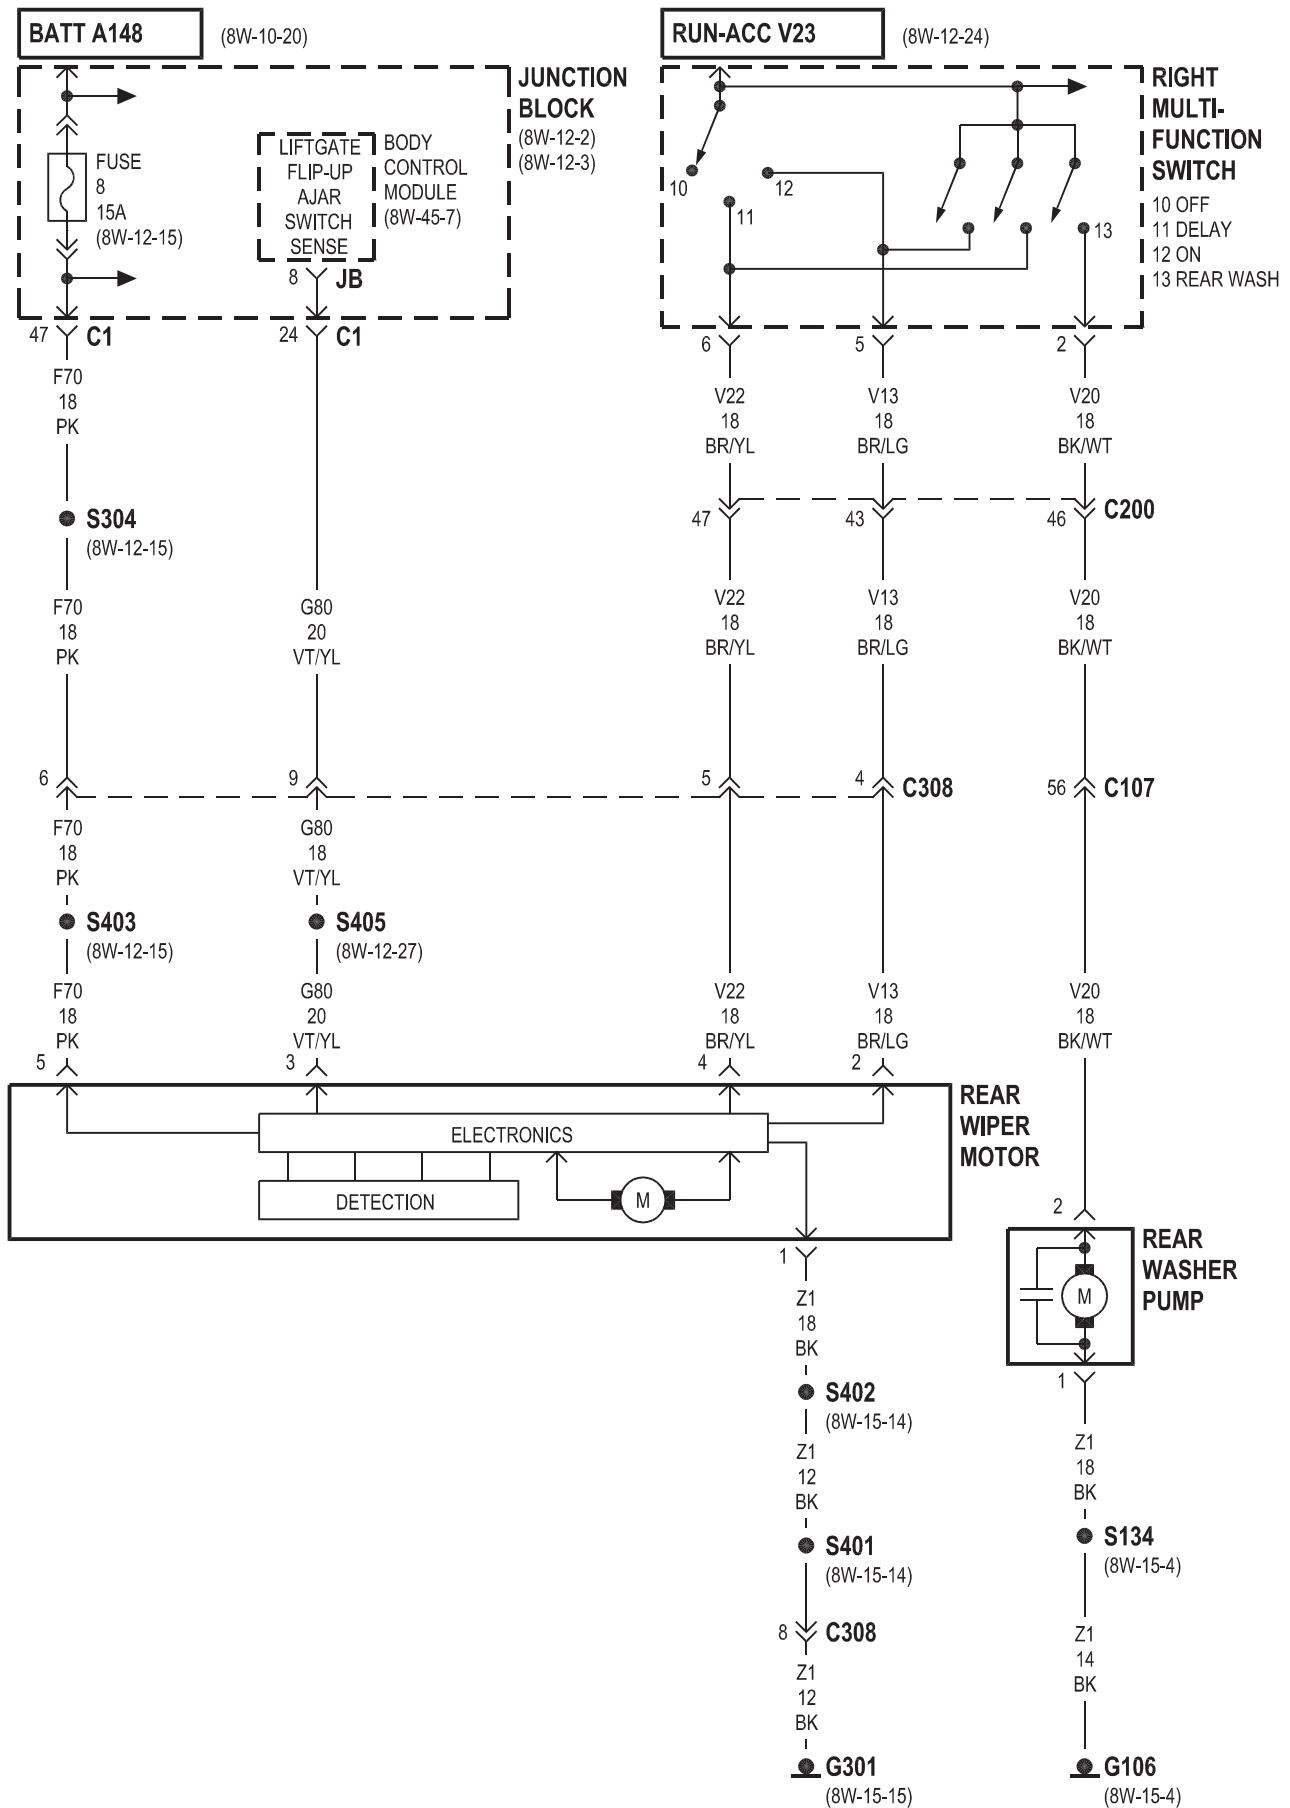 BATT A148
(8W-10-20)
RUN-ACC V23
(8W-12-24)
JUNCTION
BLOCK
(8W-12-2)
(8W-12-3)
FUSE
8
15A
(8W-12-15)
LIFTGATE
FLIP-UP
AJAR
SWITCH
SENSE
BODY
CONTROL
MODULE
(8W-45-7)
8
JB
RIGHT
MULTI-
FUNCTION
SWITCH
10 OFF
11 DELAY
12 ON
13 REAR WASH
10
12
11
13
47
C1
24
C1
6
5
2
F70
18
PK
V22
18
BR/YL
V13
18
BR/LG
V20
18
BK/WT
S304
(8W-12-15)
47
43
46
C200
F70
18
PK
G80
20
VT/YL
V22
18
BR/YL
V13
18
BR/LG
V20
18
BK/WT
6
9
5
4
C308
56
C107
F70
18
PK
G80
18
VT/YL
S403
(8W-12-15)
S405
(8W-12-27)
F70
18
PK
G80
20
VT/YL
V22
18
BR/YL
V13
18
BR/LG
V20
18
BK/WT
5
3
4
2
REAR
WIPER
MOTOR
ELECTRONICS
DETECTION
M
1
2
REAR
WASHER
PUMP
M
1
Z1
18
BK
S402
(8W-15-14)
Z1
12
BK
S401
(8W-15-14)
8
C308
Z1
12
BK
G301
(8W-15-15)
Z1
18
BK
S134
(8W-15-4)
Z1
14
BK
G106
(8W-15-4)